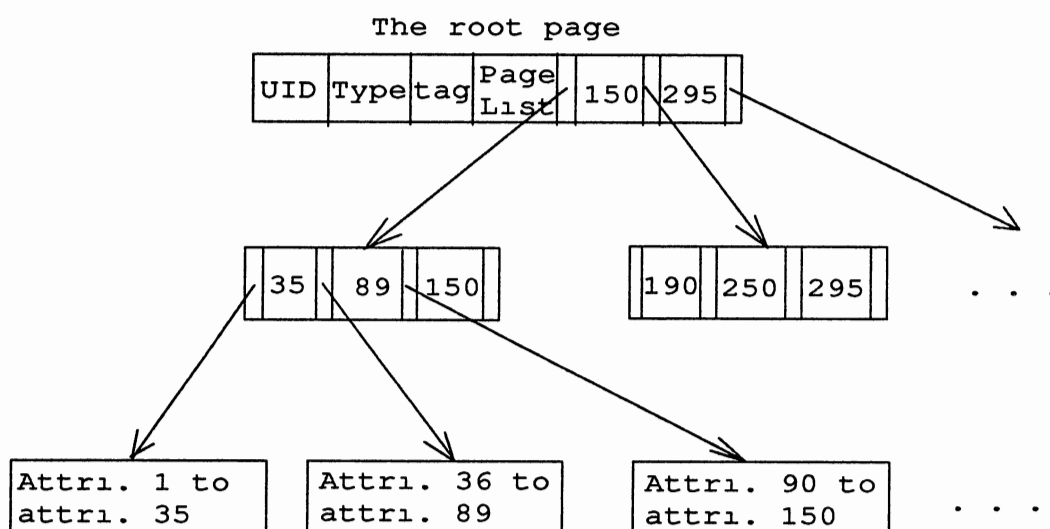 The root page
UID Type tag Page List 150 295
35 89 150
190 250 295
. . .
Attri. 1 to
attri. 35
Attri. 36 to
attri. 89
Attri. 90 to
attri. 150
. . . .